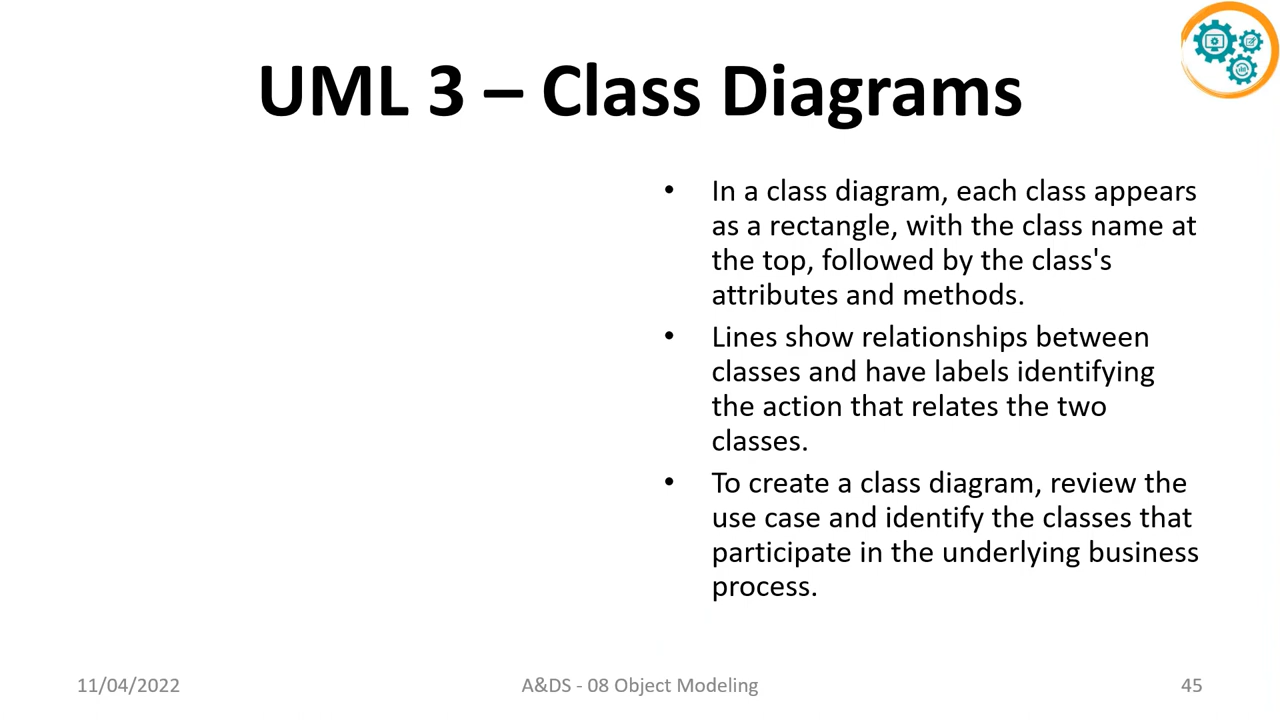 UML 3 – Class Diagrams
• In a class diagram, each class appears
as a rectangle, with the class name at
the top, followed by the class's
attributes and methods.
• Lines show relationships between
classes and have labels identifying
the action that relates the two
classes.
• To create a class diagram, review the
use case and identify the classes that
participate in the underlying business
process.
11/04/2022
A&DS - 08 Object Modeling
45